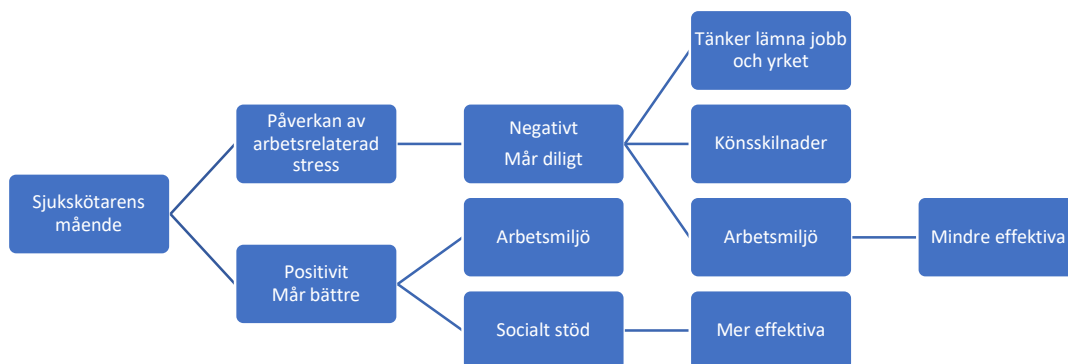 Tänker lämna jobb
och yrket
Påverkan av
arbetsrelaterad
stress
Negativt
Mår diligt
Könsskilnader
Sjukskötarens
mående
Arbetsmiljö
Arbetsmiljö
Mindre effektiva
Positivit
Mår bättre
Socialt stöd
Mer effektiva